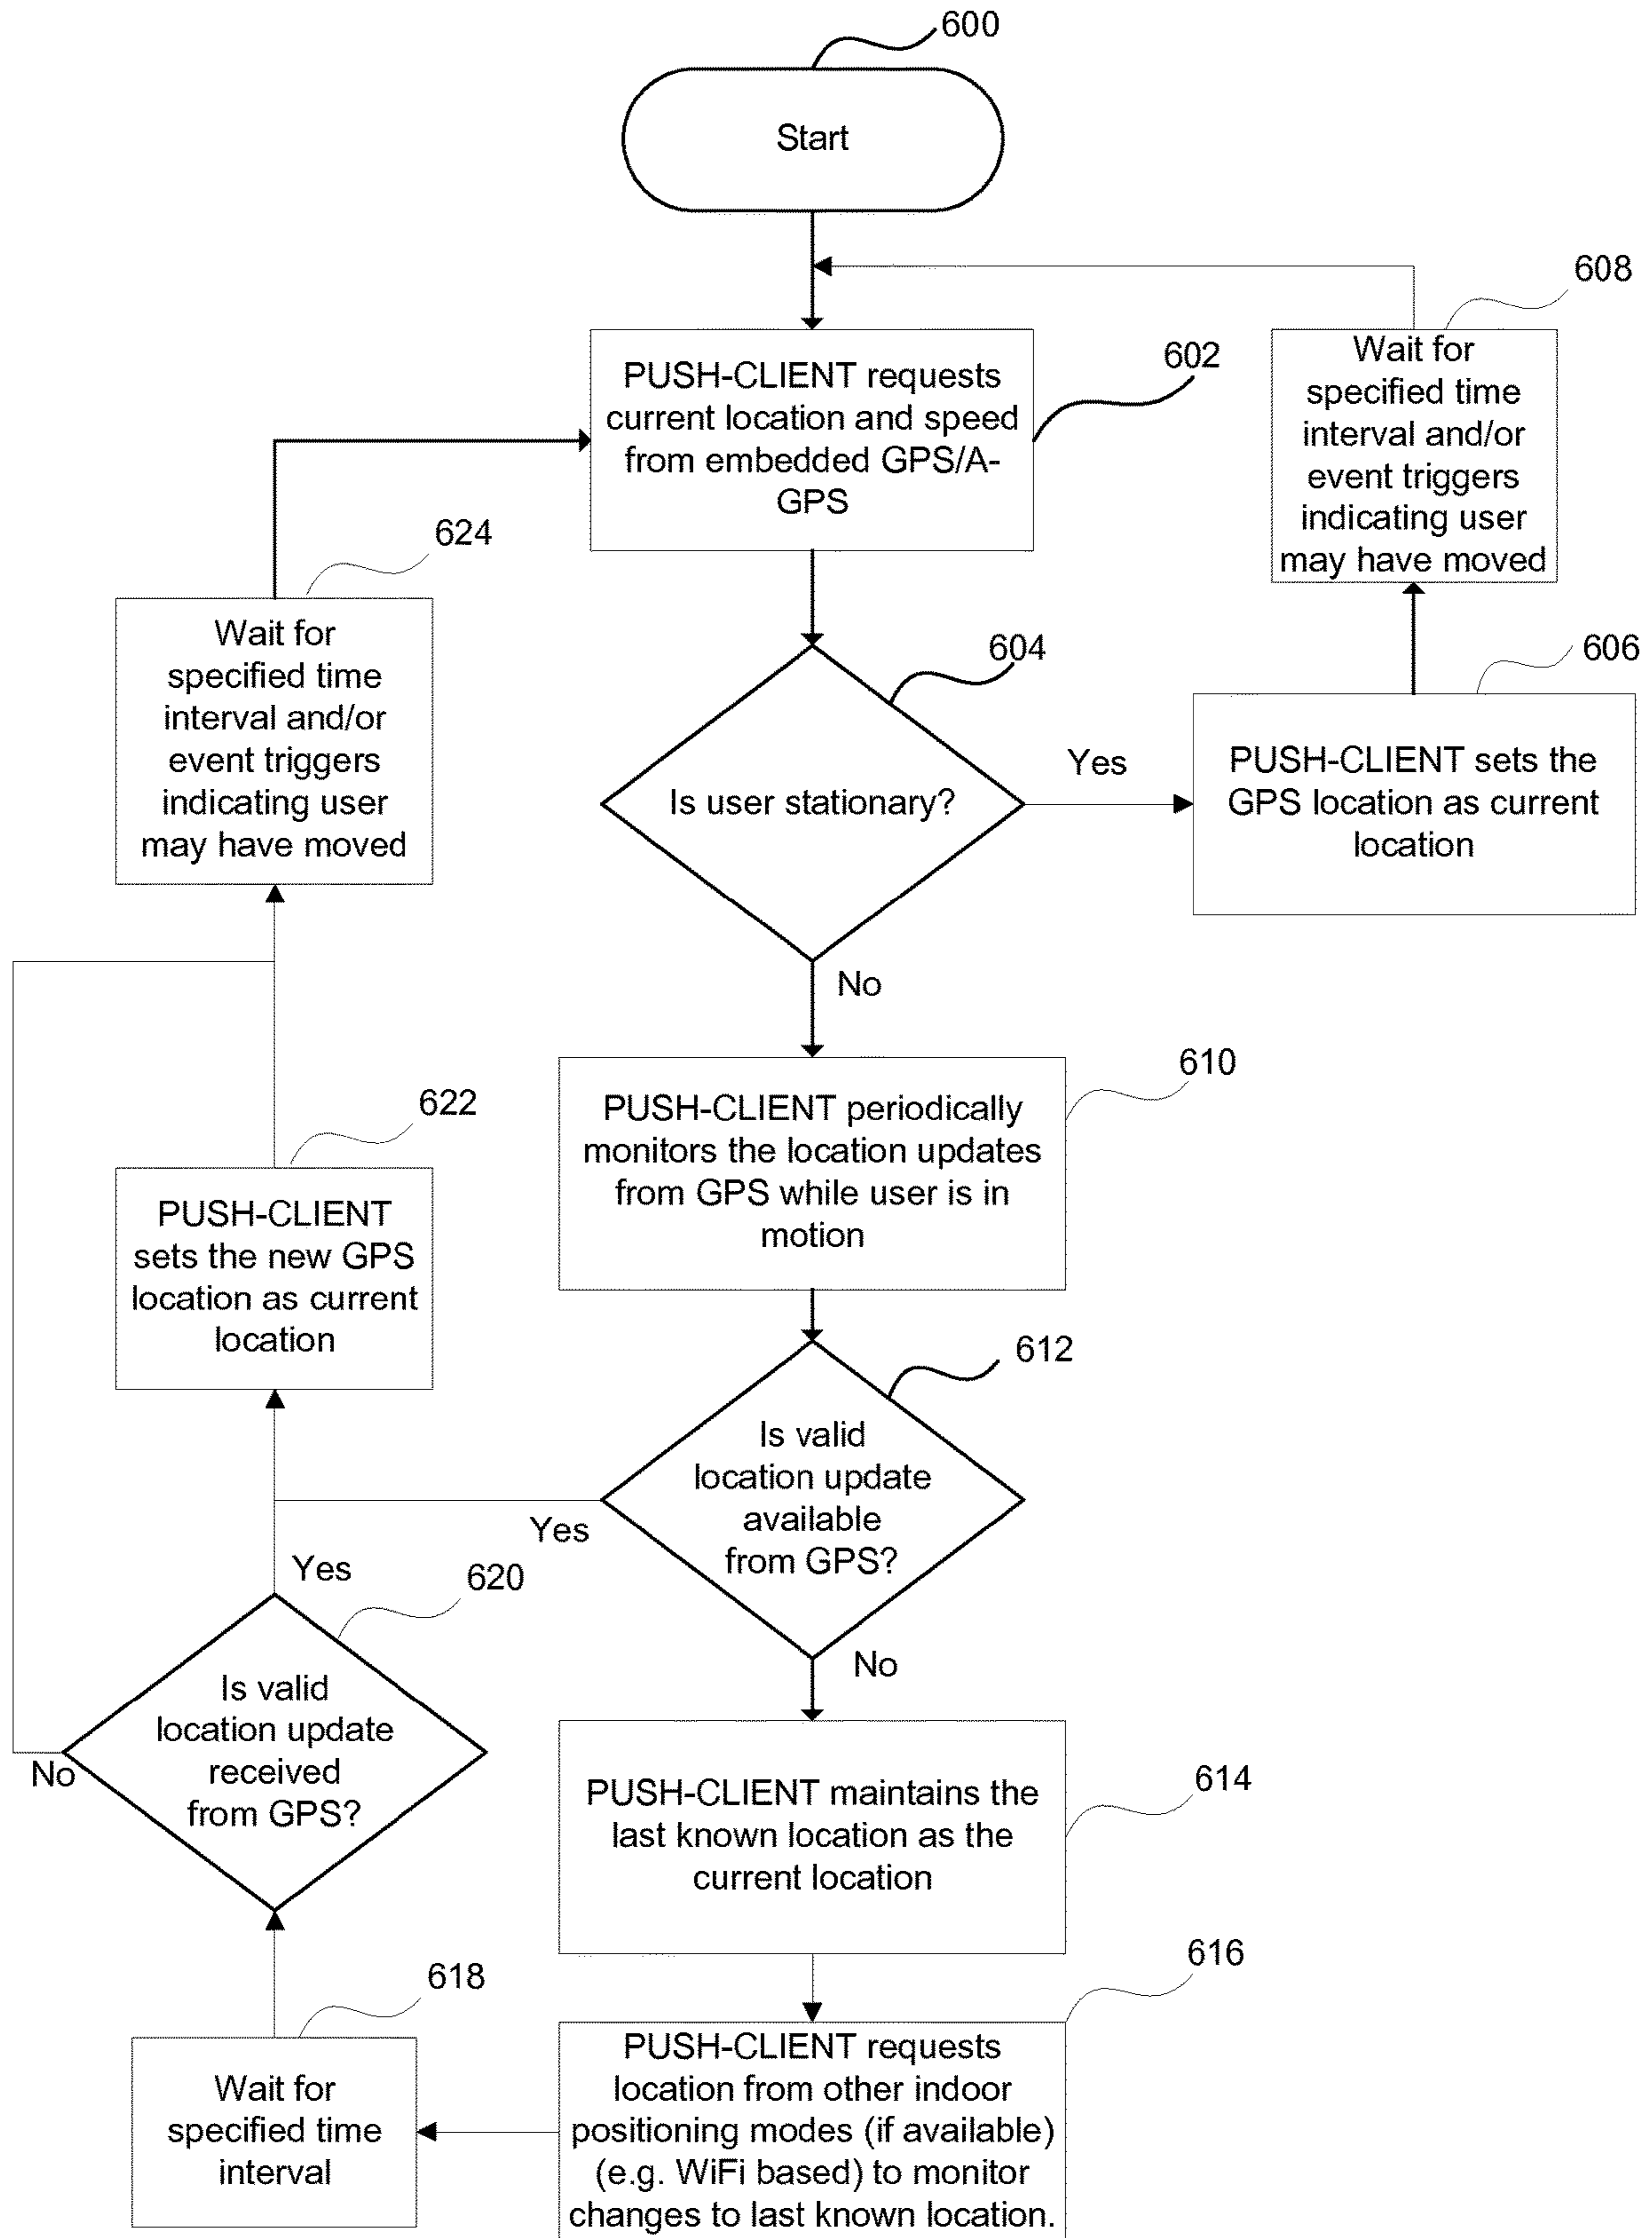 600
Start
608
Wait for
specified time
interval and/or
event triggers
indicating user
may have moved
602
PUSH-CLIENT requests
current location and speed
from embedded GPS/A-
GPS
624
Wait for
specified time
interval and/or
event triggers
indicating user
may have moved
604
Is user stationary?
Yes
606
PUSH-CLIENT sets the
GPS location as current
location
No
610
PUSH-CLIENT periodically
monitors the location updates
from GPS while user is in
motion
622
PUSH-CLIENT
sets the new GPS
location as current
location
612
Is valid
location update
available
from GPS?
Yes
Yes
620
Is valid
location update
received
from GPS?
No
No
614
PUSH-CLIENT maintains the
last known location as the
current location
616
PUSH-CLIENT requests
location from other indoor
positioning modes (if available)
(e.g. WiFi based) to monitor
changes to last known location.
618
Wait for
specified time
interval